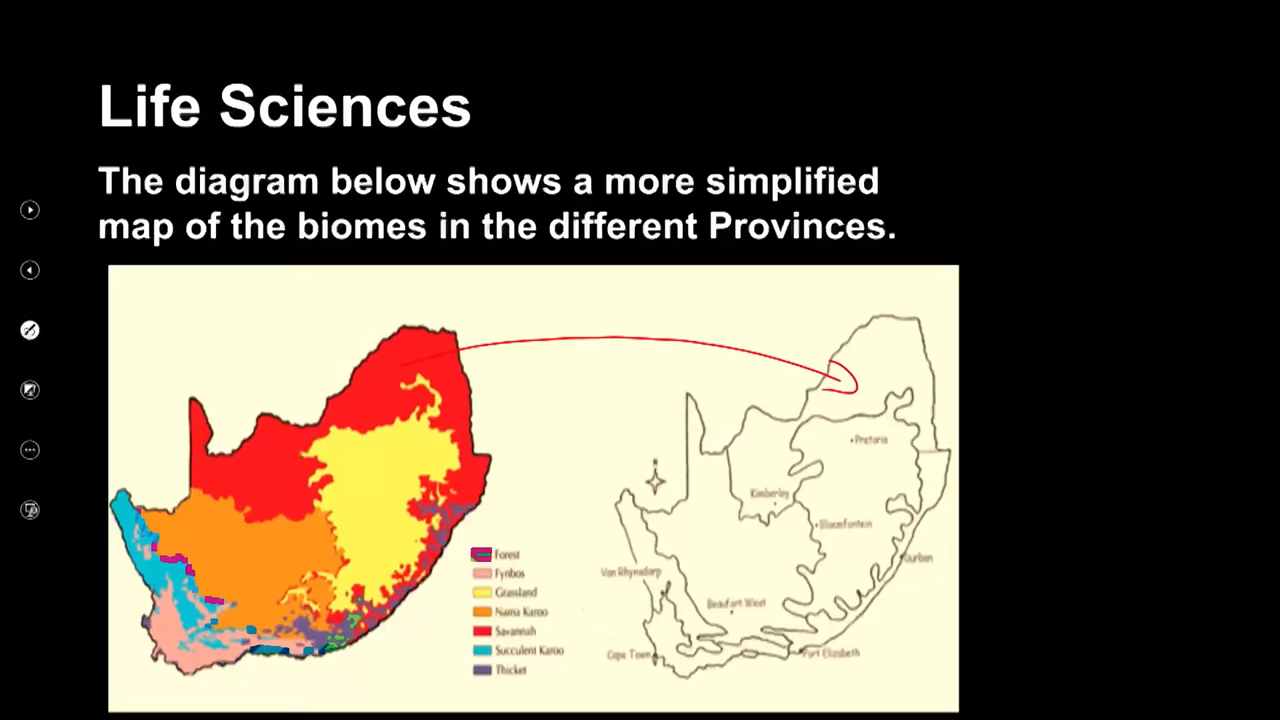 Life Sciences
The diagram below shows a more simplified
map of the biomes in the different Provinces.
Forest
Fynbos
Grassland
Nama Karoo
Savannah
Succulent Karoo
Thicket
N
Pretoria
Kimberley
Bloemfontein
Durban
Van Rhynsdorp
Beaufort West
Cape Town
Port Elizabeth